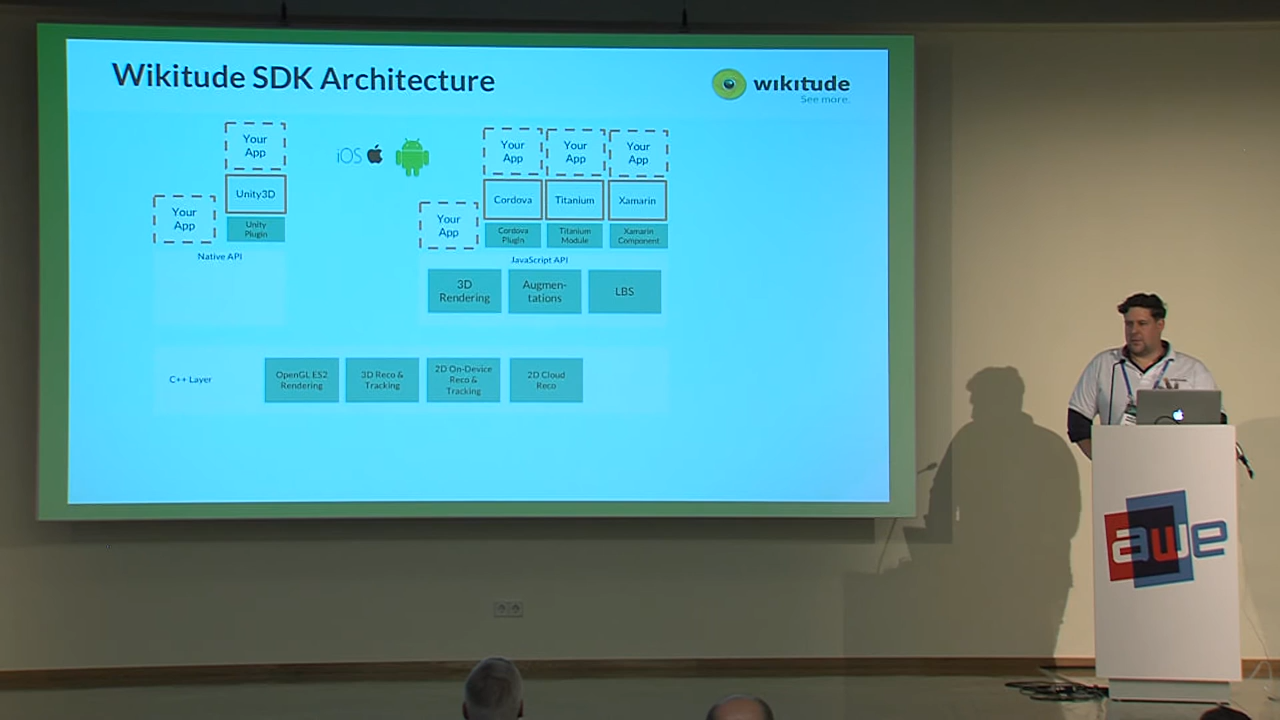 Wikitude SDK Architecture
wikitude
See more.
Your
App
iOS
Your
App
Your
App
Your
App
Unity3D
Cordova
Titanium
Xamarin
Your
App
Your
App
Unity
Plugin
Cordova
Plugin
Titanium
Module
Xamarin
Component
Native API
JavaScript API
3D
Rendering
Augmen-
tations
LBS
C++ Layer
OpenGL ES2
Rendering
3D Reco &
Tracking
2D On-Device
Reco &
Tracking
2D Cloud
Reco
awe